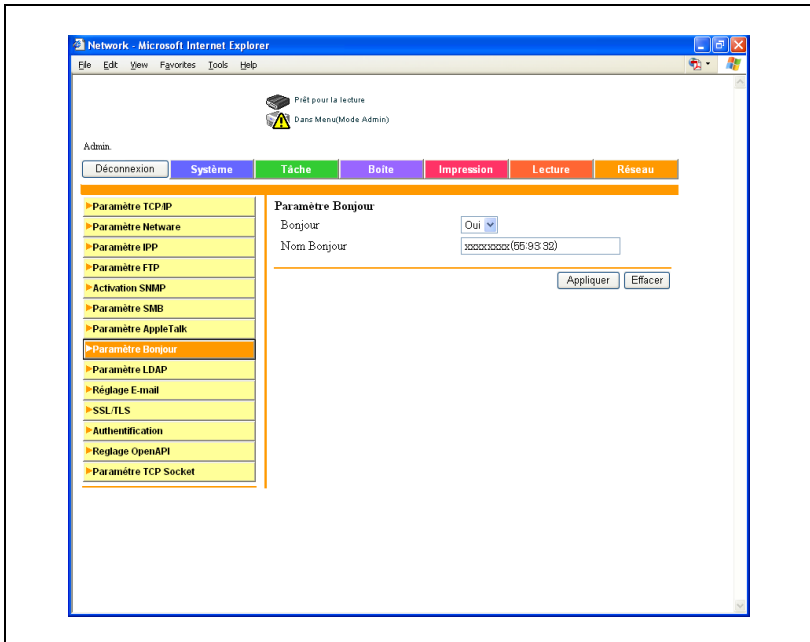 Network - Microsoft Internet Explorer
File Edit View Favorites Tools Help
Prêt pour la lecture
Dans Menu(Mode Admin)
Admin.
Déconnexion Système Tâche Boîte Impression Lecture Réseau
Paramètre TCP/IP
Paramètre Netware
Paramètre IPP
Paramètre FTP
Activation SNMP
Paramètre SMB
Paramètre AppleTalk
Paramètre Bonjour
Paramètre LDAP
Réglage E-mail
SSL/TLS
Authentification
Reglage OpenAPI
Paramétre TCP Socket
Paramètre Bonjour
Bonjour Oui
Nom Bonjour xxxxxxxxx(55:93:32)
Appliquer Effacer